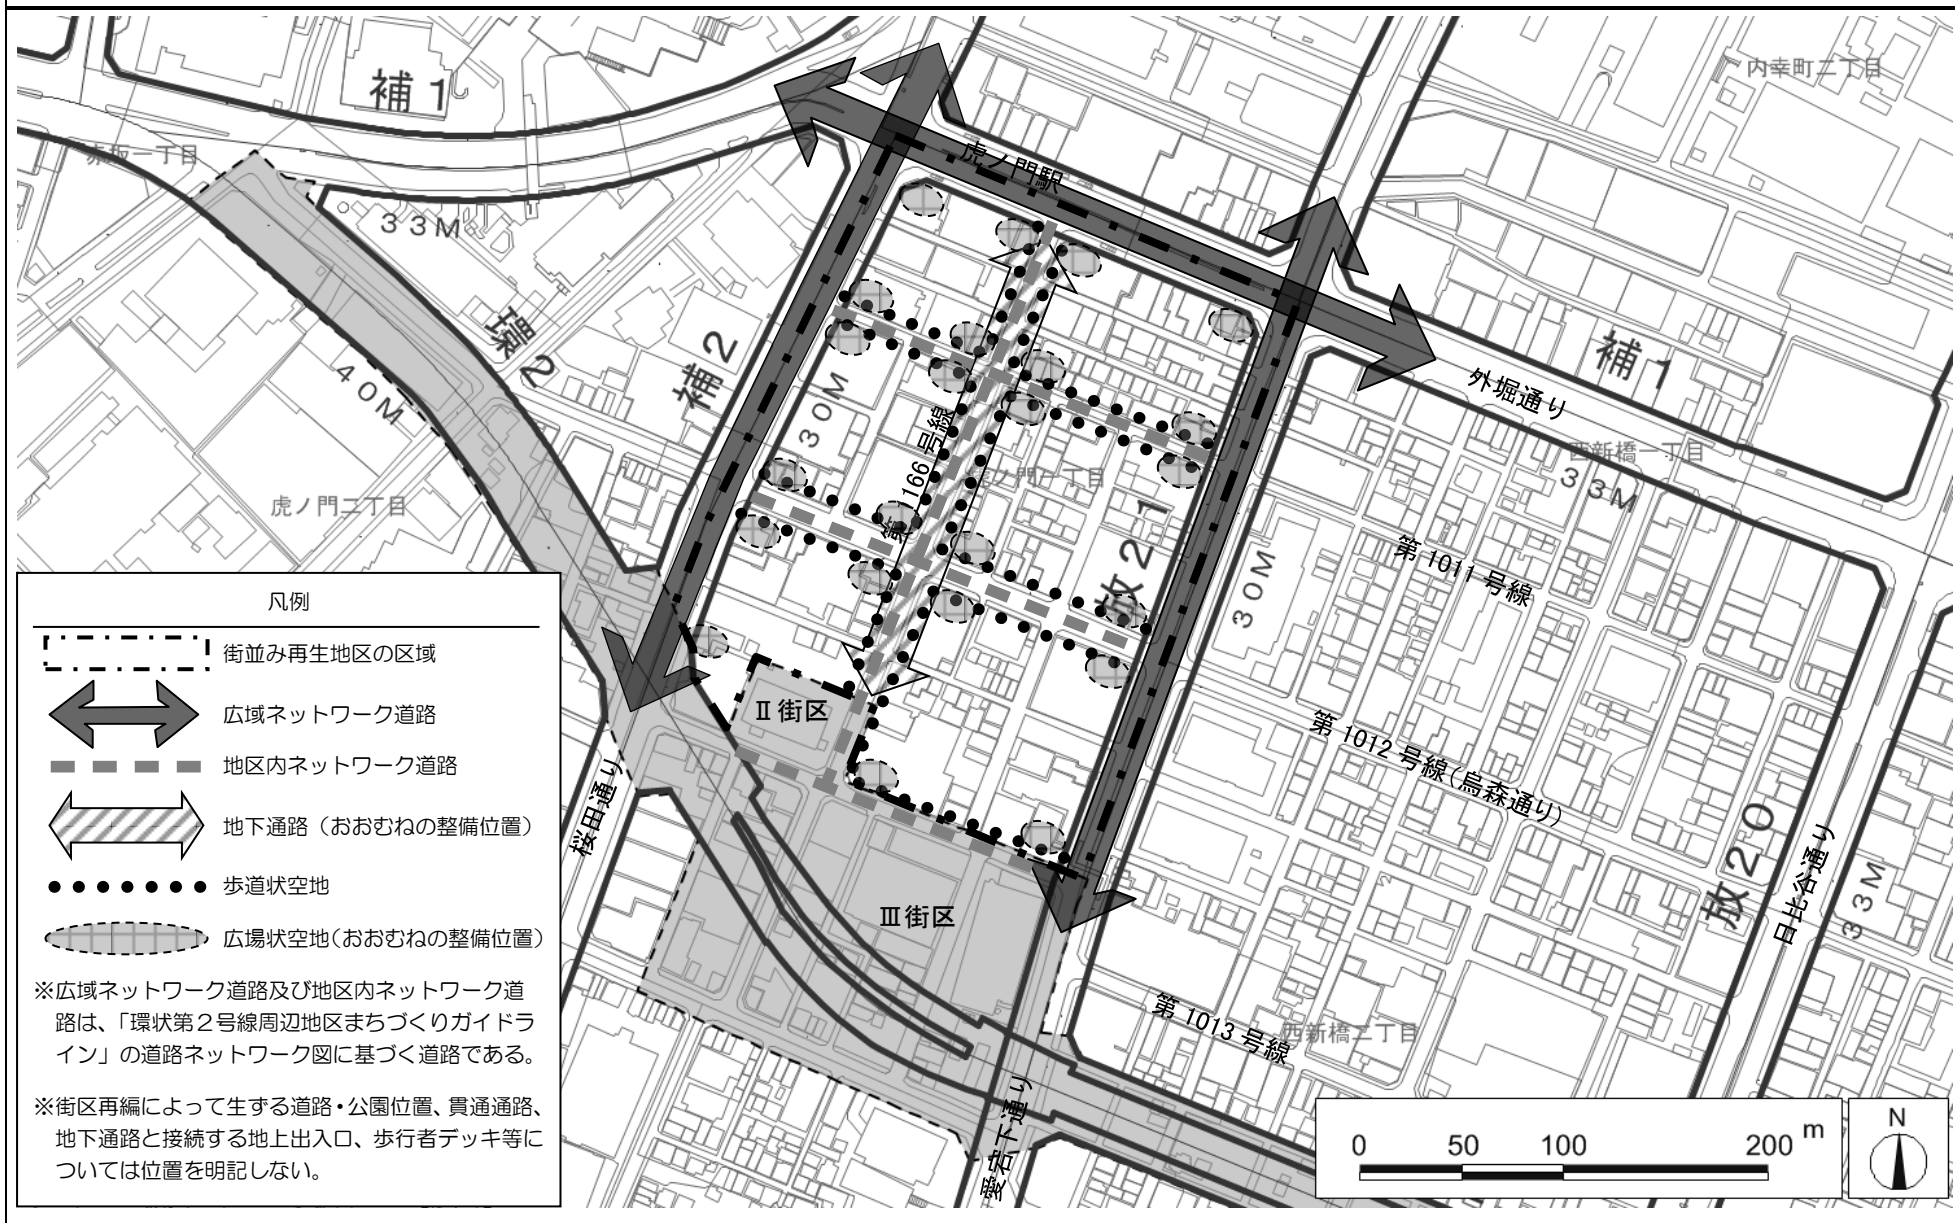 内幸町二丁目
補1
赤坂一丁目
虎ノ門駅
33M
環2
補2
40M
30M
補1
外堀通り
西新橋一丁目
33M
第1166号線
虎ノ門一丁目
虎ノ門二丁目
放21
30M
第1011号線
凡例
街並み再生地区の区域
広域ネットワーク道路
地区内ネットワーク道路
地下通路（おおむねの整備位置）
歩道状空地
広場状空地（おおむねの整備位置）
※広域ネットワーク道路及び地区内ネットワーク道
路は、「環状第2号線周辺地区まちづくりガイドラ
イン」の道路ネットワーク図に基づく道路である。
※街区再編によって生ずる道路・公園位置、貫通通路、
地下通路と接続する地上出入口、歩行者デッキ等に
ついては位置を明記しない。
Ⅱ街区
第1012号線（烏森通り）
桜田通り
放20
日比谷通り
33M
Ⅲ街区
第1013号線
西新橋二丁目
愛宕下通り
0 50 100 200 m
N